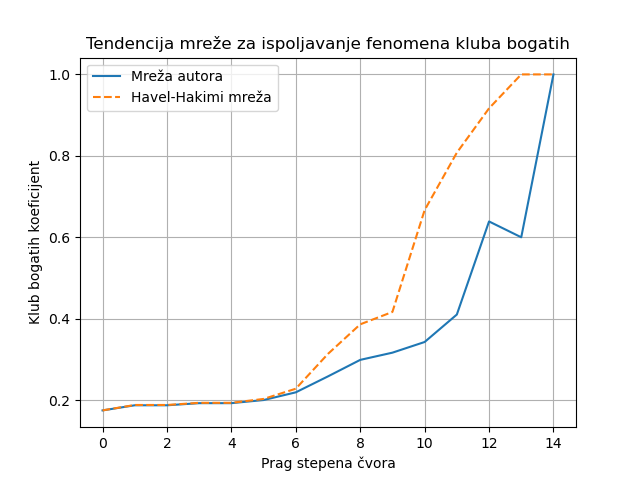 Tendencija mreže za ispoljavanje fenomena kluba bogatih
Mreža autora
Havel-Hakimi mreža
Klub bogatih koeficijent
1.0
0.8
0.6
0.4
0.2
0 2 4 6 8 10 12 14
Prag stepena čvora